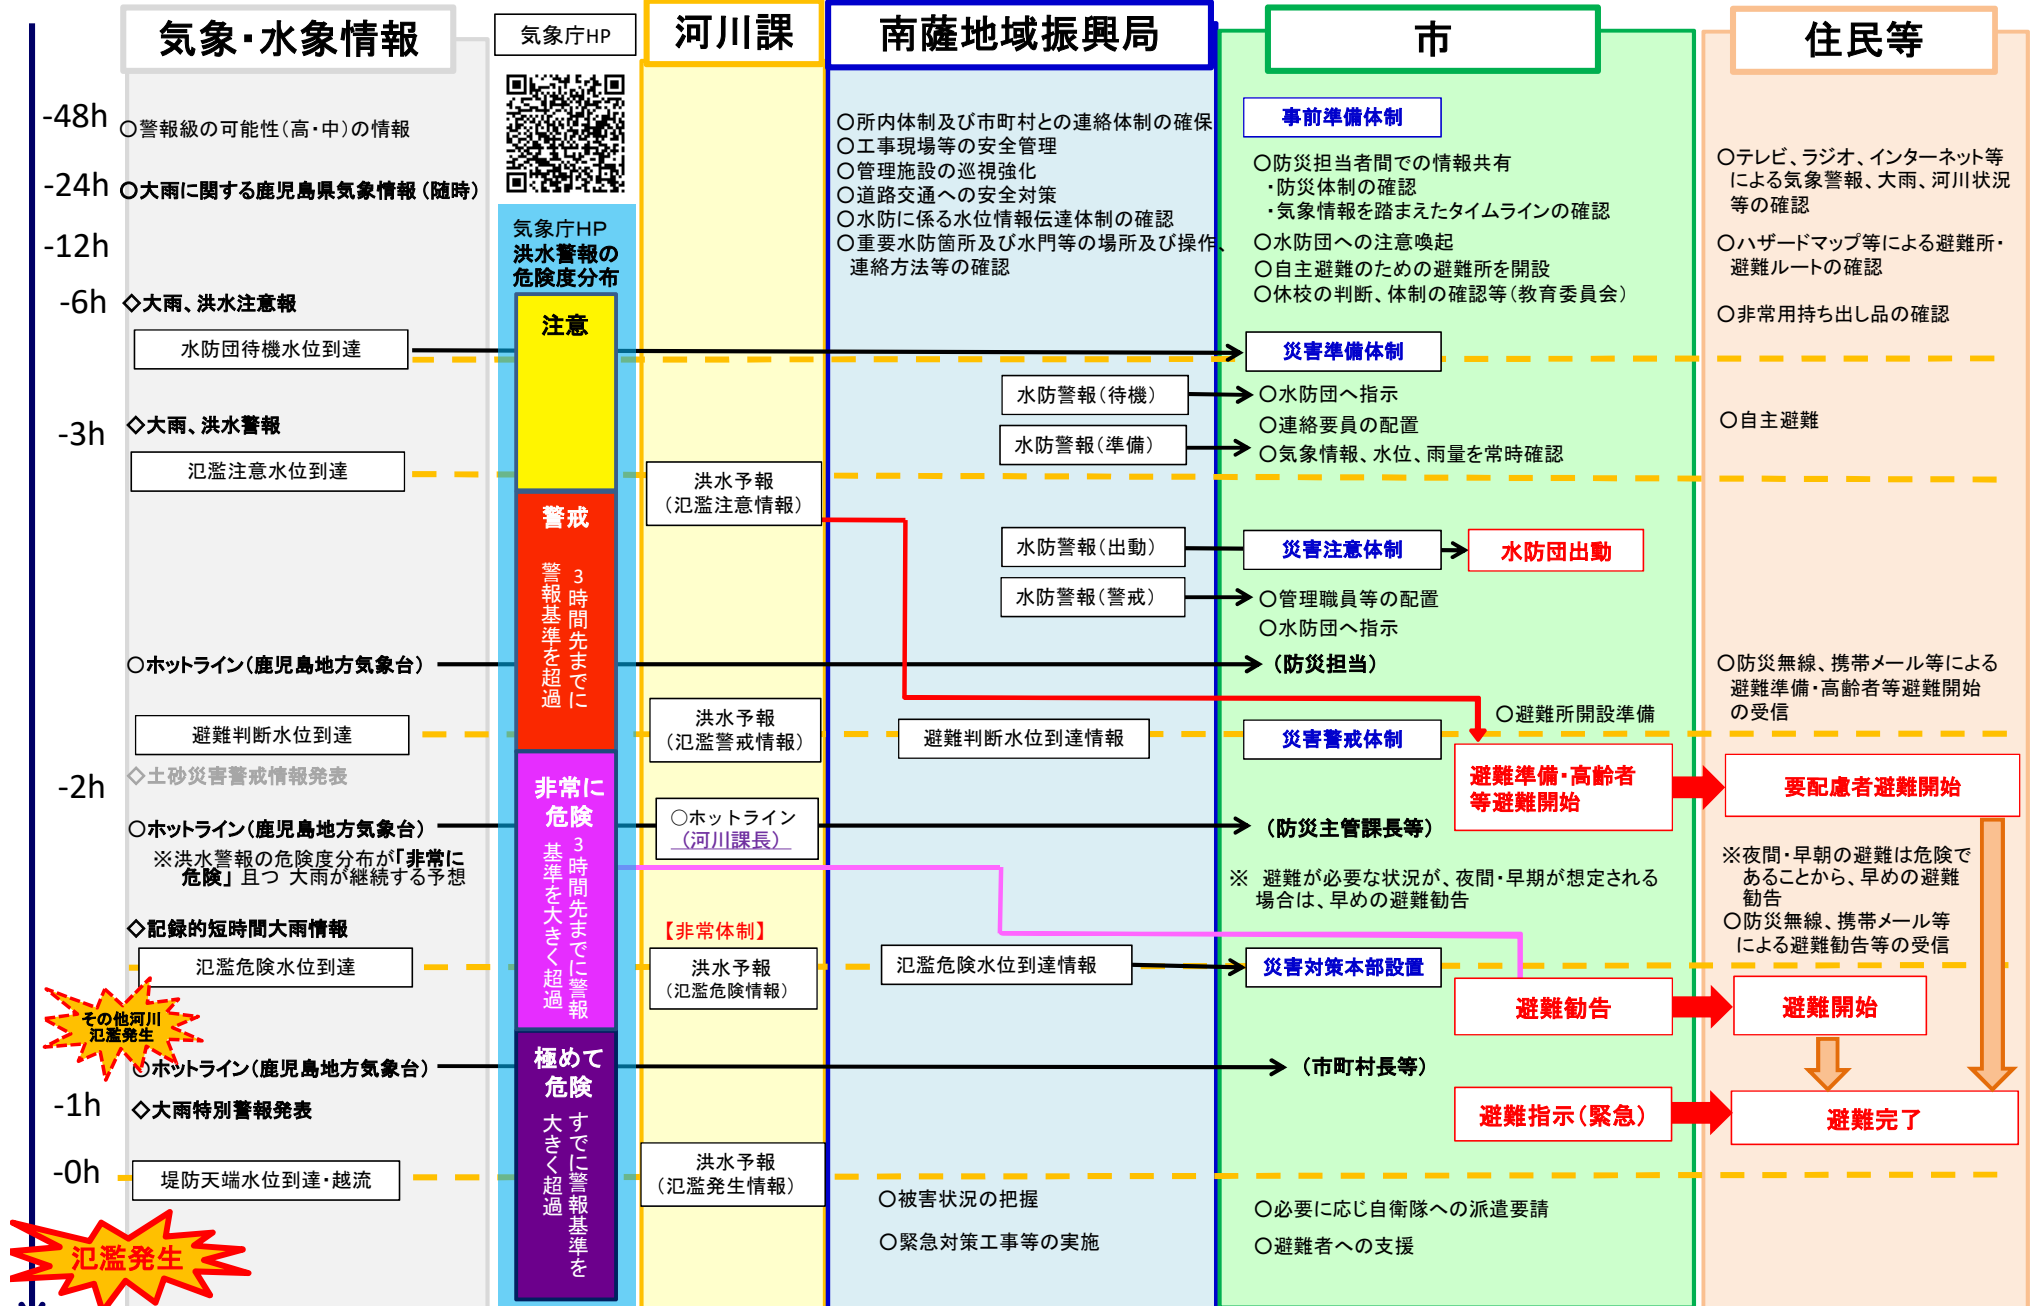 気象・水象情報
気象庁HP
河川課
南薩地域振興局
市
住民等
-48h
-24h
-12h
-6h
-3h
-2h
-1h
-0h
○警報級の可能性(高・中)の情報
○大雨に関する鹿児島県気象情報(随時)
◇大雨、洪水注意報
水防団待機水位到達
◇大雨、洪水警報
氾濫注意水位到達
○ホットライン(鹿児島地方気象台)
避難判断水位到達
◇土砂災害警戒情報発表
○ホットライン(鹿児島地方気象台)
※洪水警報の危険度分布が「非常に
危険」 且つ 大雨が継続する予想
◇記録的短時間大雨情報
氾濫危険水位到達
その他河川
氾濫発生
○ホットライン(鹿児島地方気象台)
◇大雨特別警報発表
堤防天端水位到達・越流
氾濫発生
気象庁HP
洪水警報の
危険度分布
注意
警戒
3時間先までに
警報基準を超過
非常に
危険
3時間先までに警報
基準を大きく超過
極めて
危険
すでに警報基準を
大きく超過
洪水予報
(氾濫注意情報)
洪水予報
(氾濫警戒情報)
○ホットライン
(河川課長)
【非常体制】
洪水予報
(氾濫危険情報)
洪水予報
(氾濫発生情報)
○所内体制及び市町村との連絡体制の確保
○工事現場等の安全管理
○管理施設の巡視強化
○道路交通への安全対策
○水防に係る水位情報伝達体制の確認
○重要水防箇所及び水門等の場所及び操作、
連絡方法等の確認
水防警報(待機)
水防警報(準備)
水防警報(出動)
水防警報(警戒)
避難判断水位到達情報
氾濫危険水位到達情報
○被害状況の把握
○緊急対策工事等の実施
事前準備体制
○防災担当者間での情報共有
・防災体制の確認
・気象情報を踏まえたタイムラインの確認
○水防団への注意喚起
○自主避難のための避難所を開設
○休校の判断、体制の確認等(教育委員会)
災害準備体制
○水防団へ指示
○連絡要員の配置
○気象情報、水位、雨量を常時確認
災害注意体制
水防団出動
○管理職員等の配置
○水防団へ指示
(防災担当)
○避難所開設準備
災害警戒体制
避難準備・高齢者
等避難開始
(防災主管課長等)
※ 避難が必要な状況が、夜間・早期が想定される
場合は、早めの避難勧告
災害対策本部設置
避難勧告
(市町村長等)
避難指示(緊急)
○必要に応じ自衛隊への派遣要請
○避難者への支援
○テレビ、ラジオ、インターネット等
による気象警報、大雨、河川状況
等の確認
○ハザードマップ等による避難所・
避難ルートの確認
○非常用持ち出し品の確認
○自主避難
○防災無線、携帯メール等による
避難準備・高齢者等避難開始
の受信
要配慮者避難開始
※夜間・早朝の避難は危険で
あることから、早めの避難
勧告
○防災無線、携帯メール等
による避難勧告等の受信
避難開始
避難完了